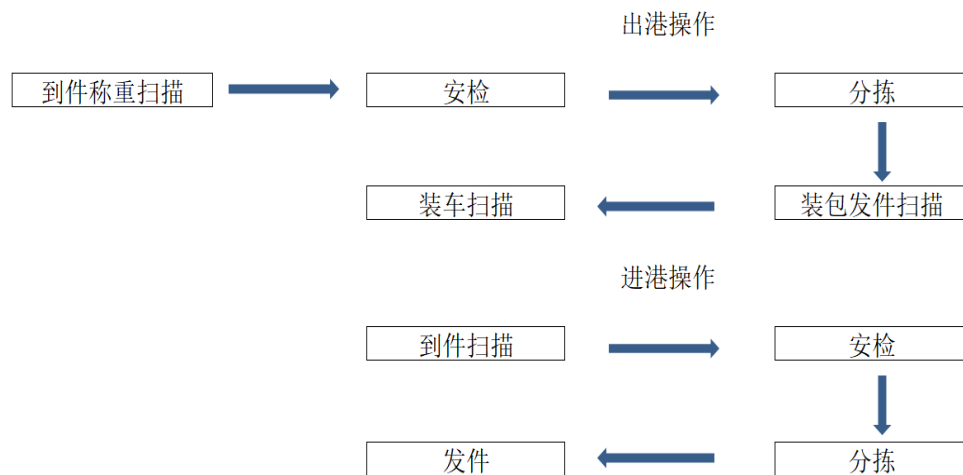 出港操作
到件称重扫描
安检
分拣
装车扫描
装包发件扫描
进港操作
到件扫描
安检
发件
分拣